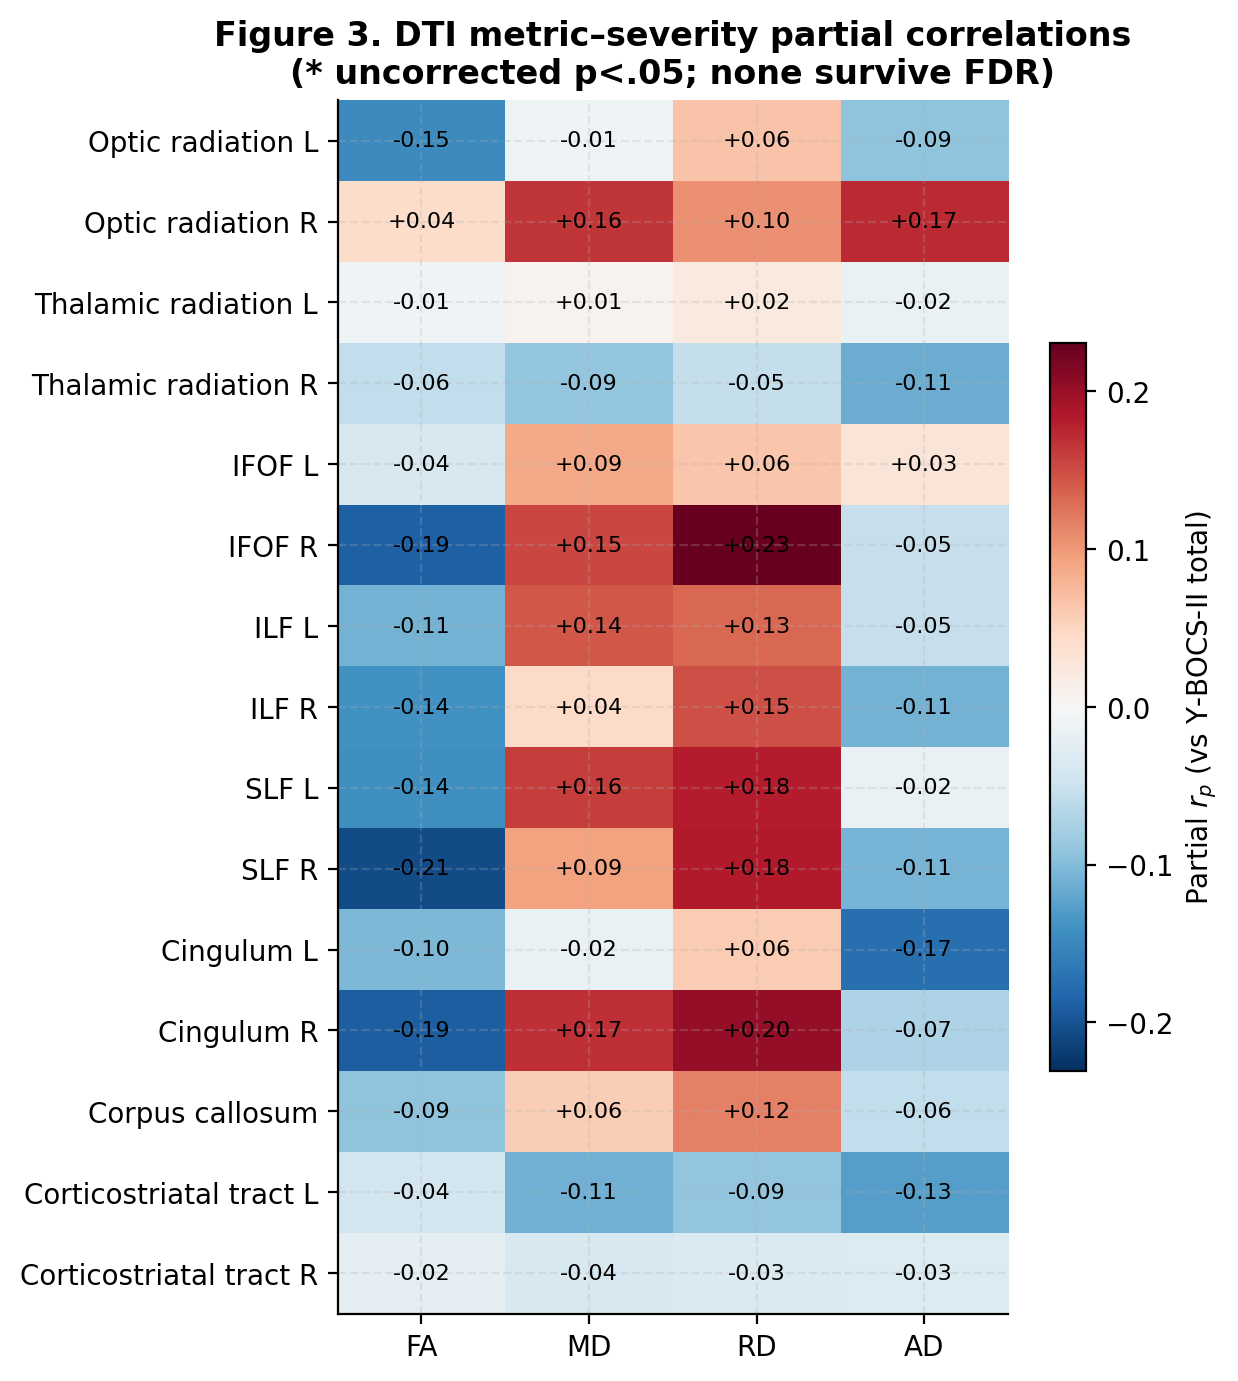 Figure 3. DTI metric–severity partial correlations
(* uncorrected p<.05; none survive FDR)
Optic radiation L -0.15 -0.01 +0.06 -0.09
Optic radiation R +0.04 +0.16 +0.10 +0.17
Thalamic radiation L -0.01 +0.01 +0.02 -0.02
Thalamic radiation R -0.06 -0.09 -0.05 -0.11
IFOF L -0.04 +0.09 +0.06 +0.03
IFOF R -0.19 +0.15 +0.23 -0.05
ILF L -0.11 +0.14 +0.13 -0.05
ILF R -0.14 +0.04 +0.15 -0.11
SLF L -0.14 +0.16 +0.18 -0.02
SLF R -0.21 +0.09 +0.18 -0.11
Cingulum L -0.10 -0.02 +0.06 -0.17
Cingulum R -0.19 +0.17 +0.20 -0.07
Corpus callosum -0.09 +0.06 +0.12 -0.06
Corticostriatal tract L -0.04 -0.11 -0.09 -0.13
Corticostriatal tract R -0.02 -0.04 -0.03 -0.03
FA MD RD AD
0.2
0.1
0.0
−0.1
−0.2
Partial r_p (vs Y-BOCS-II total)